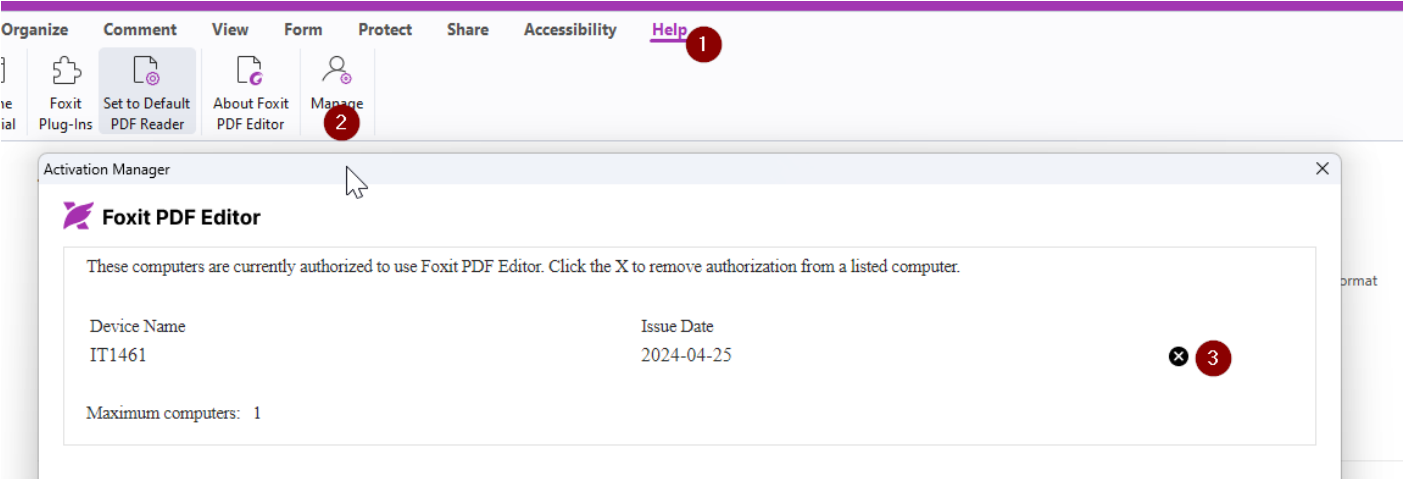 Organize Comment View Form Protect Share Accessibility Help
1
Foxit Set to Default About Foxit Manage
Plug-Ins PDF Reader PDF Editor
2
Activation Manager
Foxit PDF Editor
These computers are currently authorized to use Foxit PDF Editor. Click the X to remove authorization from a listed computer.
ormat
Device Name Issue Date
IT1461 2024-04-25
3
Maximum computers: 1